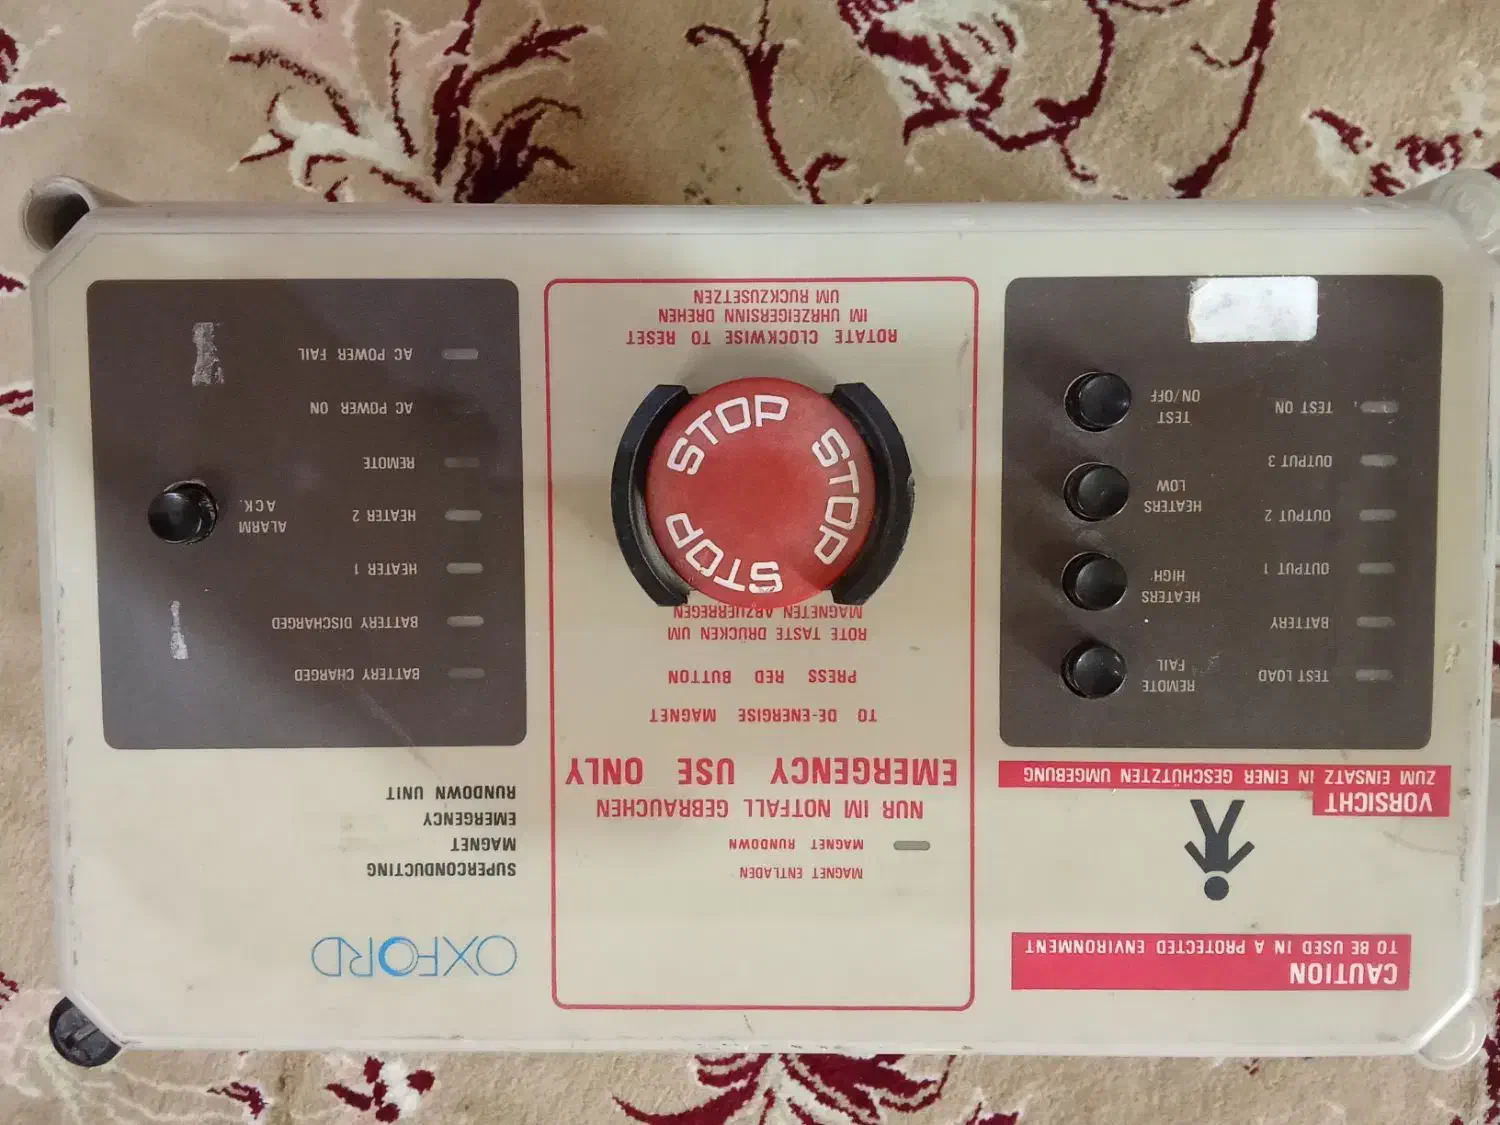 CAUTION
TO BE USED IN A PROTECTED ENVIRONMENT
VORSICHT
ZUM EINSATZ IN EINER GESCHÜTZTEN UMGEBUNG
TEST LOAD
BATTERY
OUTPUT 1
OUTPUT 2
OUTPUT 3
TEST ON
REMOTE
FAIL
HEATERS
HIGH
HEATERS
LOW
TEST
ON/OFF
MAGNET ENTLADEN
MAGNET RUNDOWN
NUR IM NOTFALL GEBRAUCHEN
EMERGENCY USE ONLY
TO DE-ENERGISE MAGNET
PRESS RED BUTTON
ROTE TASTE DRÜCKEN UM
MAGNETEN ABZUERREGEN
STOP
STOP
STOP
ROTATE CLOCKWISE TO RESET
IM UHRZEIGERSINN DREHEN
UM RUCKZUSETZEN
OXFORD
SUPERCONDUCTING
MAGNET
EMERGENCY
RUNDOWN UNIT
BATTERY CHARGED
BATTERY DISCHARGED
HEATER 1
HEATER 2
REMOTE
AC POWER ON
AC POWER FAIL
ALARM
ACK.